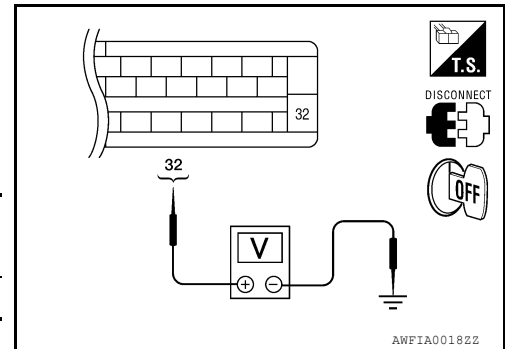 T.S.
DISCONNECT
32
OFF
32
V
+ −
AWFIA0018ZZ